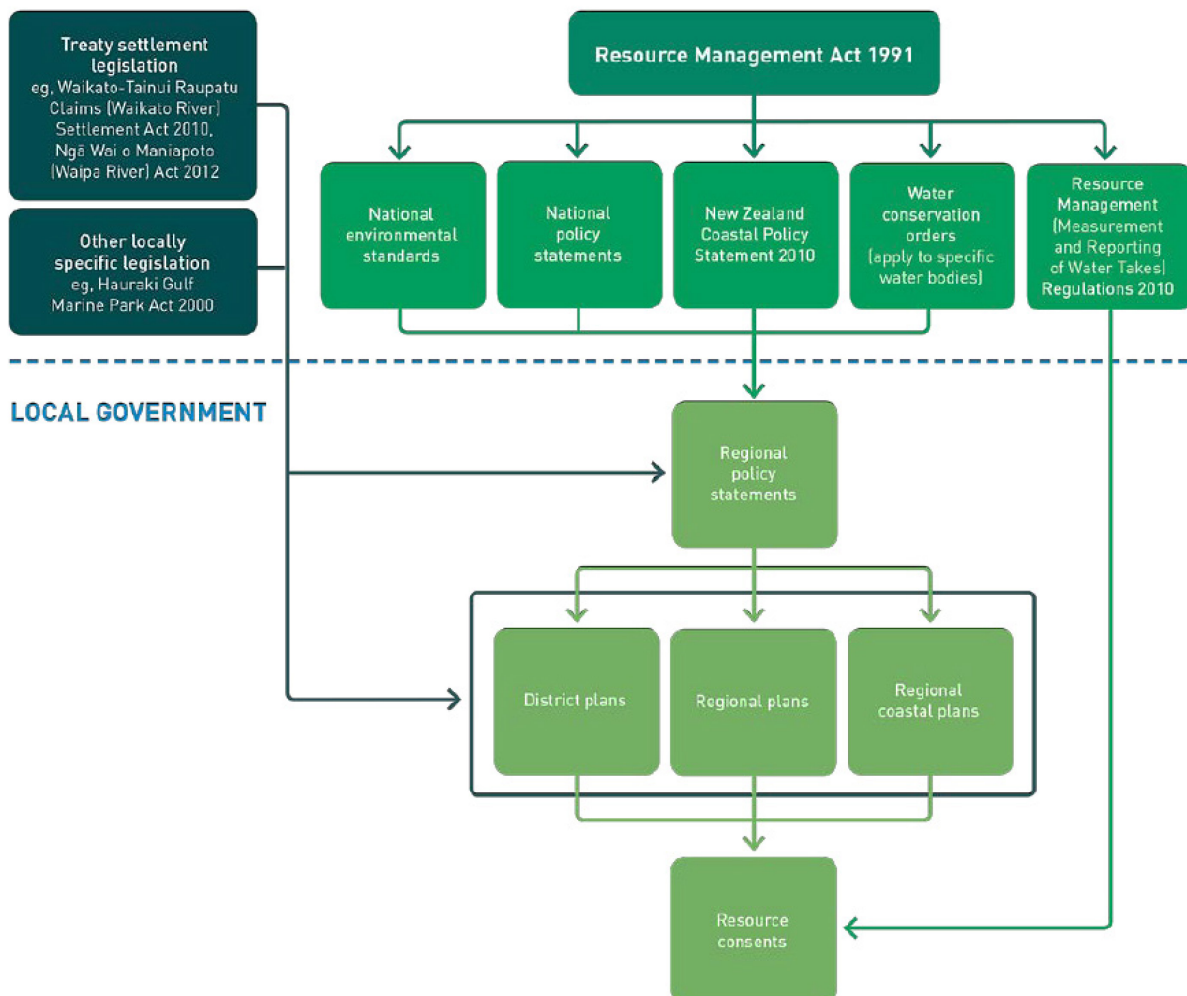 Treaty settlement
legislation
eg, Waikato-Tainui Raupatu
Claims (Waikato River)
Settlement Act 2010,
Ngā Wai o Maniapoto
(Waipa River) Act 2012
Other locally
specific legislation
eg, Hauraki Gulf
Marine Park Act 2000
Resource Management Act 1991
National
environmental
standards
National
policy
statements
New Zealand
Coastal Policy
Statement 2010
Water
conservation
orders
(apply to specific
water bodies)
Resource
Management
(Measurement
and Reporting
of Water Takes)
Regulations 2010
LOCAL GOVERNMENT
Regional
policy
statements
District plans
Regional plans
Regional
coastal plans
Resource
consents